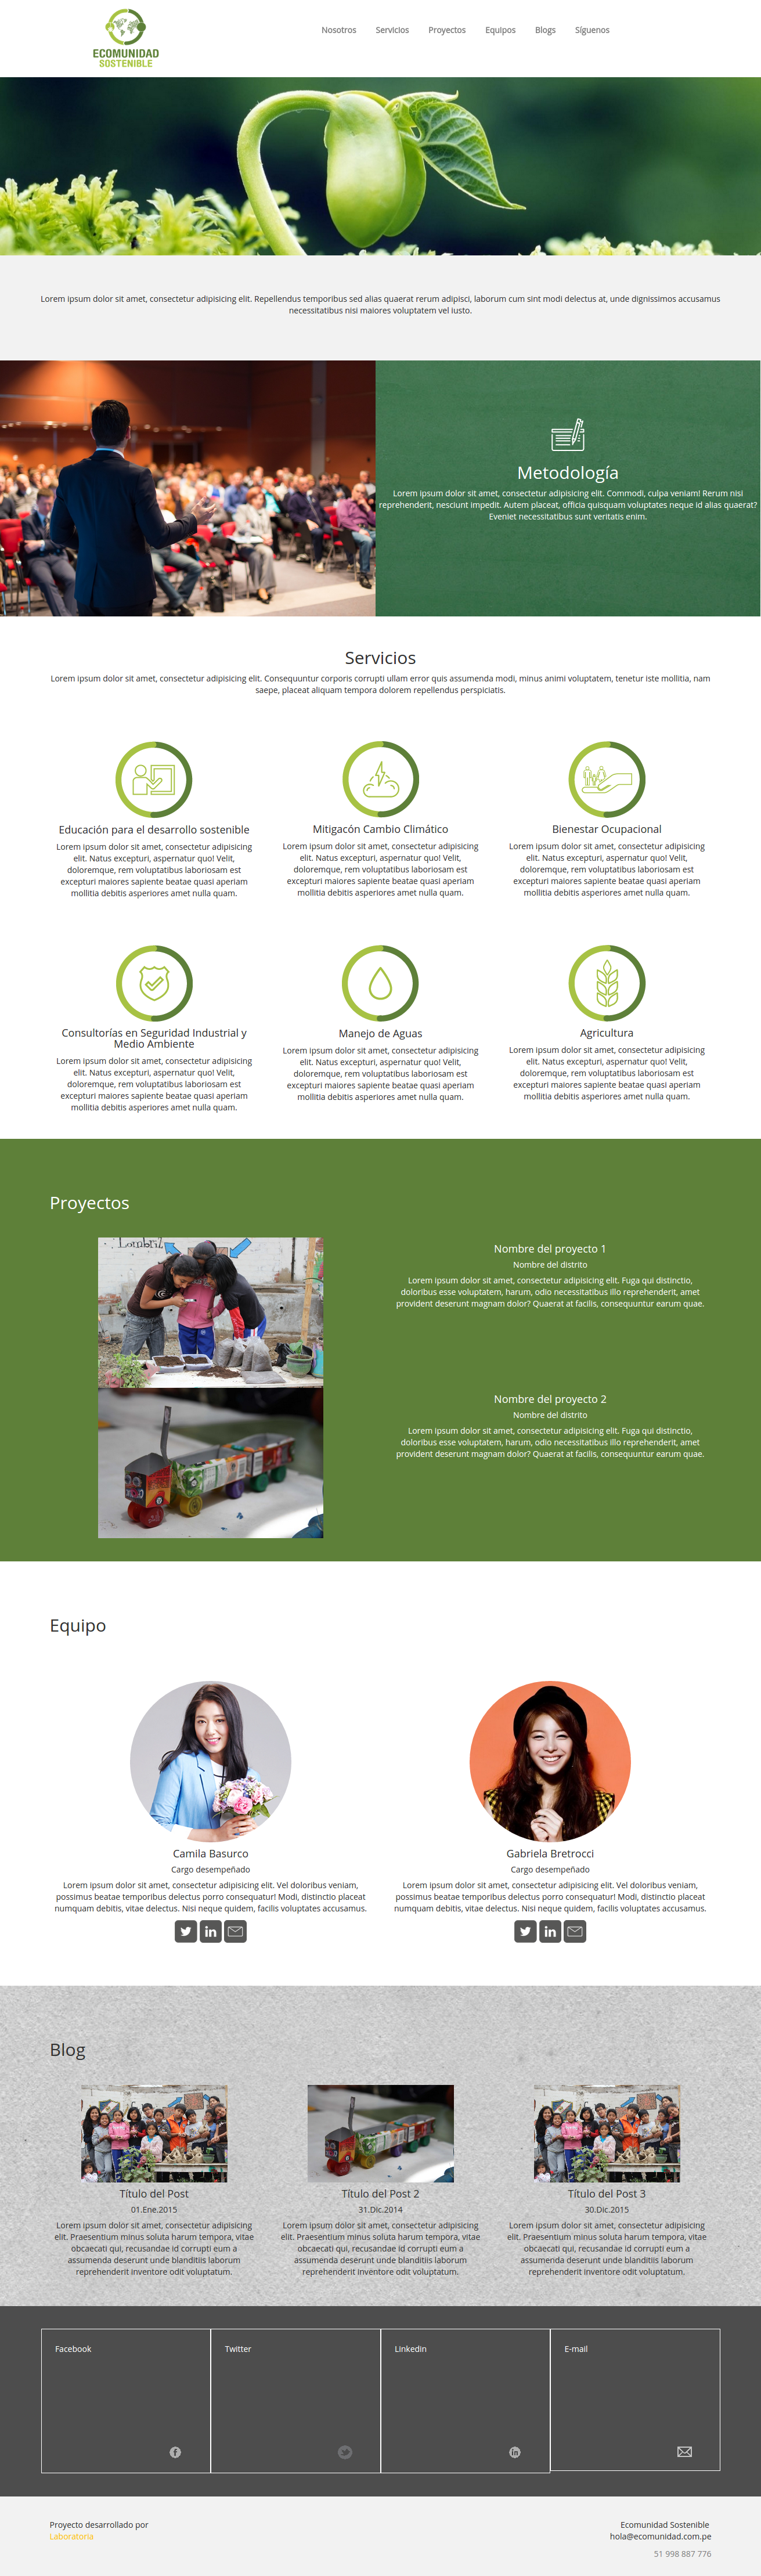 ECOMUNIDAD
SOSTENIBLE
Nosotros Servicios Proyectos Equipos Blogs Síguenos
Lorem ipsum dolor sit amet, consectetur adipisicing elit. Repellendus temporibus sed alias quaerat rerum adipisci, laborum cum sint modi delectus at, unde dignissimos accusamus
necessitatibus nisi maiores voluptatem vel iusto.
Metodología
Lorem ipsum dolor sit amet, consectetur adipisicing elit. Commodi, culpa veniam! Rerum nisi
reprehenderit, nesciunt impedit. Autem placeat, officia quisquam voluptates neque id alias quaerat?
Eveniet necessitatibus sunt veritatis enim.
Servicios
Lorem ipsum dolor sit amet, consectetur adipisicing elit. Consequuntur corporis corrupti ullam error quis assumenda modi, minus animi voluptatem, tenetur iste mollitia, nam
saepe, placeat aliquam tempora dolorem repellendus perspiciatis.
Educación para el desarrollo sostenible
Lorem ipsum dolor sit amet, consectetur adipisicing
elit. Natus excepturi, aspernatur quo! Velit,
doloremque, rem voluptatibus laboriosam est
excepturi maiores sapiente beatae quasi aperiam
mollitia debitis asperiores amet nulla quam.
Mitigacón Cambio Climático
Lorem ipsum dolor sit amet, consectetur adipisicing
elit. Natus excepturi, aspernatur quo! Velit,
doloremque, rem voluptatibus laboriosam est
excepturi maiores sapiente beatae quasi aperiam
mollitia debitis asperiores amet nulla quam.
Bienestar Ocupacional
Lorem ipsum dolor sit amet, consectetur adipisicing
elit. Natus excepturi, aspernatur quo! Velit,
doloremque, rem voluptatibus laboriosam est
excepturi maiores sapiente beatae quasi aperiam
mollitia debitis asperiores amet nulla quam.
Consultorías en Seguridad Industrial y
Medio Ambiente
Lorem ipsum dolor sit amet, consectetur adipisicing
elit. Natus excepturi, aspernatur quo! Velit,
doloremque, rem voluptatibus laboriosam est
excepturi maiores sapiente beatae quasi aperiam
mollitia debitis asperiores amet nulla quam.
Manejo de Aguas
Lorem ipsum dolor sit amet, consectetur adipisicing
elit. Natus excepturi, aspernatur quo! Velit,
doloremque, rem voluptatibus laboriosam est
excepturi maiores sapiente beatae quasi aperiam
mollitia debitis asperiores amet nulla quam.
Agricultura
Lorem ipsum dolor sit amet, consectetur adipisicing
elit. Natus excepturi, aspernatur quo! Velit,
doloremque, rem voluptatibus laboriosam est
excepturi maiores sapiente beatae quasi aperiam
mollitia debitis asperiores amet nulla quam.
Proyectos
Lombriz
Nombre del proyecto 1
Nombre del distrito
Lorem ipsum dolor sit amet, consectetur adipisicing elit. Fuga qui distinctio,
doloribus esse voluptatem, harum, odio necessitatibus illo reprehenderit, amet
provident deserunt magnam dolor? Quaerat at facilis, consequuntur earum quae.
Nombre del proyecto 2
Nombre del distrito
Lorem ipsum dolor sit amet, consectetur adipisicing elit. Fuga qui distinctio,
doloribus esse voluptatem, harum, odio necessitatibus illo reprehenderit, amet
provident deserunt magnam dolor? Quaerat at facilis, consequuntur earum quae.
Equipo
Camila Basurco
Cargo desempeñado
Lorem ipsum dolor sit amet, consectetur adipisicing elit. Vel doloribus veniam,
possimus beatae temporibus delectus porro consequatur! Modi, distinctio placeat
numquam debitis, vitae delectus. Nisi neque quidem, facilis voluptates accusamus.
Gabriela Bretrocci
Cargo desempeñado
Lorem ipsum dolor sit amet, consectetur adipisicing elit. Vel doloribus veniam,
possimus beatae temporibus delectus porro consequatur! Modi, distinctio placeat
numquam debitis, vitae delectus. Nisi neque quidem, facilis voluptates accusamus.
Blog
Título del Post
01.Ene.2015
Lorem ipsum dolor sit amet, consectetur adipisicing
elit. Praesentium minus soluta harum tempora, vitae
obcaecati qui, recusandae id corrupti eum a
assumenda deserunt unde blanditiis laborum
reprehenderit inventore odit voluptatum.
Título del Post 2
31.Dic.2014
Lorem ipsum dolor sit amet, consectetur adipisicing
elit. Praesentium minus soluta harum tempora, vitae
obcaecati qui, recusandae id corrupti eum a
assumenda deserunt unde blanditiis laborum
reprehenderit inventore odit voluptatum.
Título del Post 3
30.Dic.2015
Lorem ipsum dolor sit amet, consectetur adipisicing
elit. Praesentium minus soluta harum tempora, vitae
obcaecati qui, recusandae id corrupti eum a
assumenda deserunt unde blanditiis laborum
reprehenderit inventore odit voluptatum.
Facebook
Twitter
Linkedin
E-mail
Proyecto desarrollado por
Laboratoria
Ecomunidad Sostenible
hola@ecomunidad.com.pe
51 998 887 776